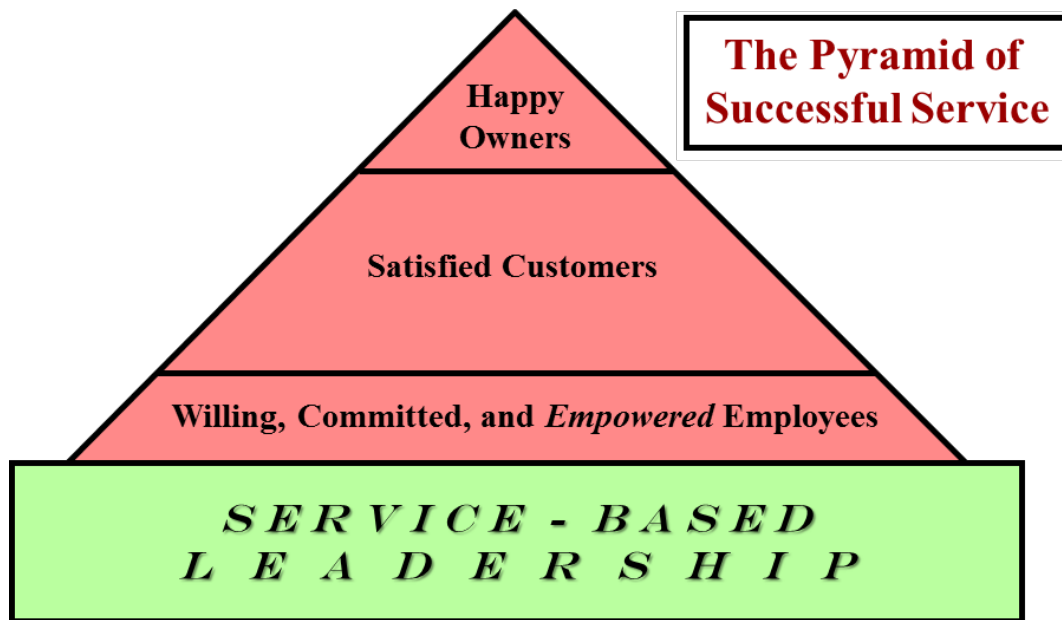 The Pyramid of
Successful Service
Happy
Owners
Satisfied Customers
Willing, Committed, and Empowered Employees
SERVICE - BASED
LEADERSHIP